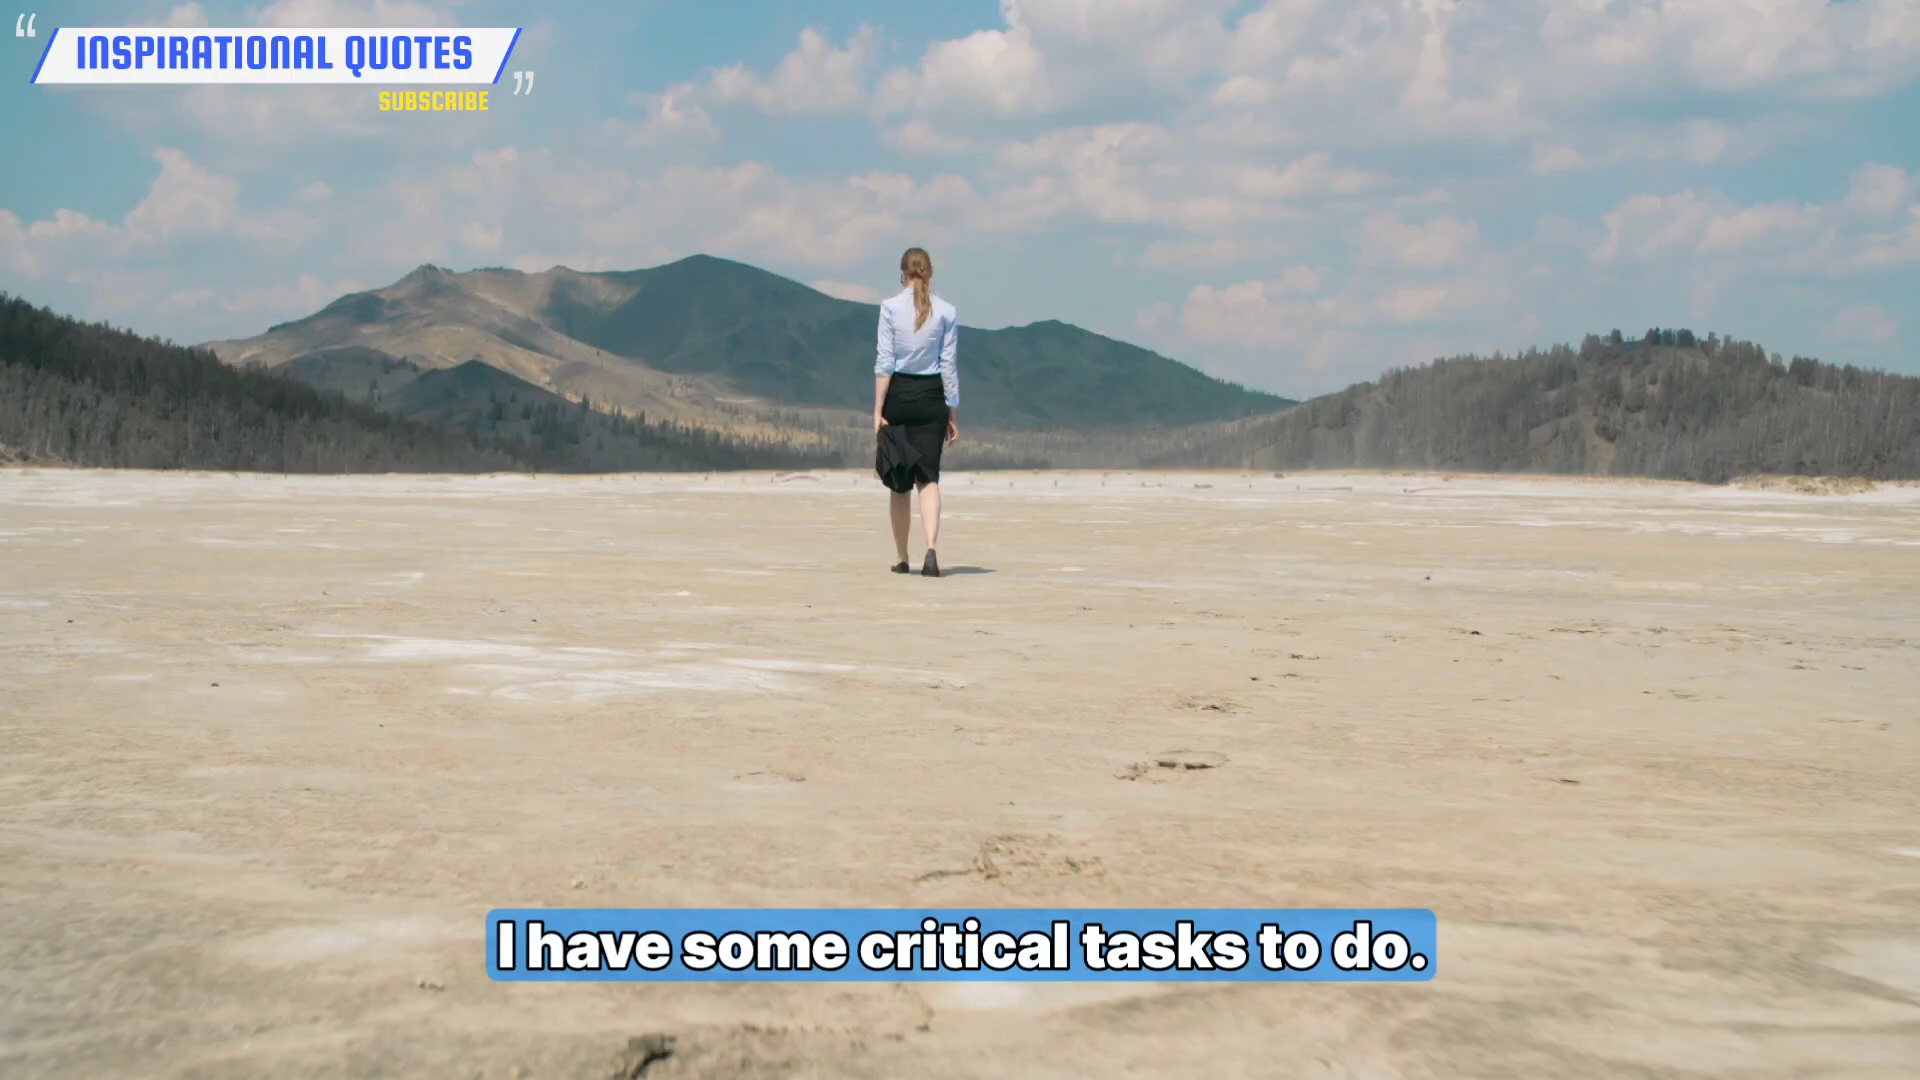 “ INSPIRATIONAL QUOTES ”
SUBSCRIBE
I have some critical tasks to do.